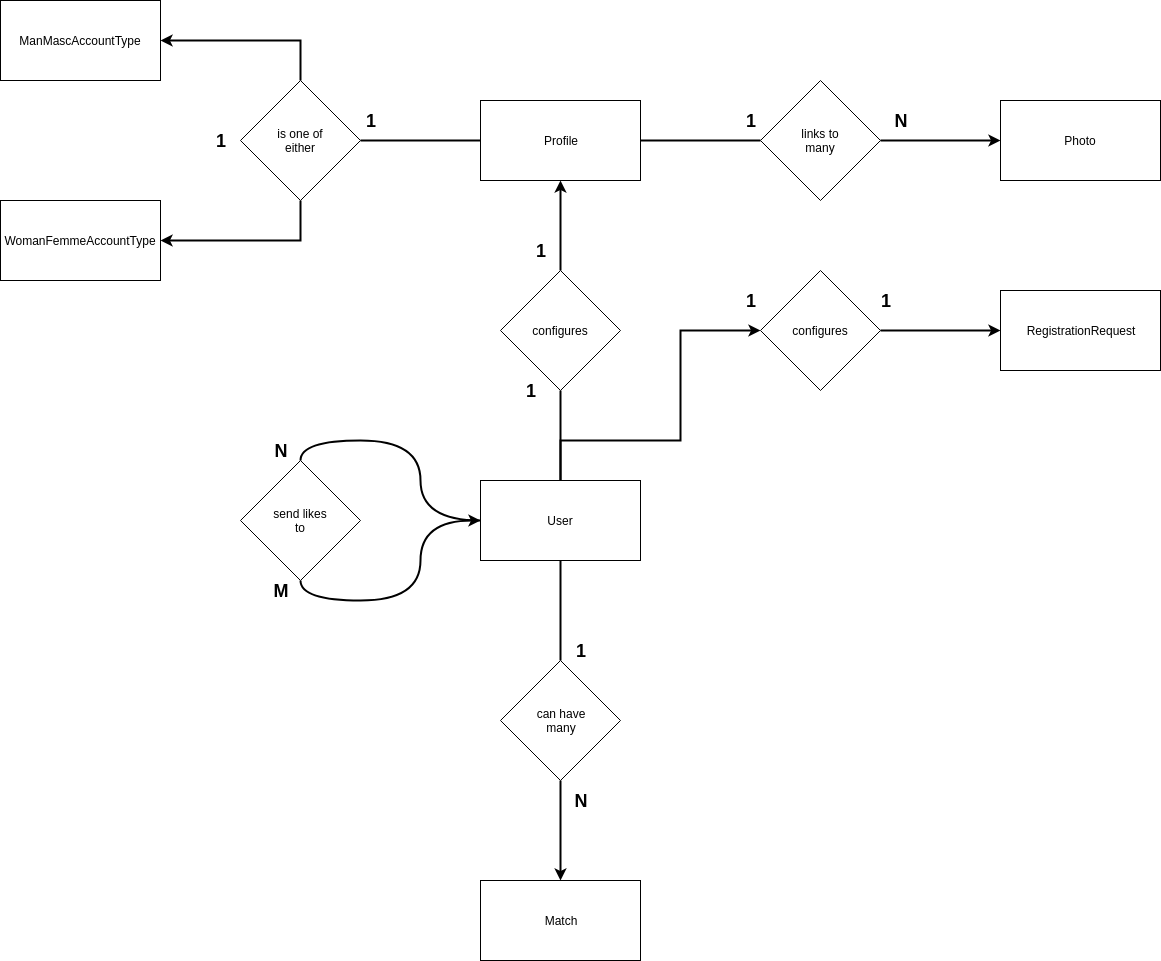 ManMascAccountType
is one of
either
1
1
Profile
1
links to
many
N
Photo
WomanFemmeAccountType
1
configures
1
1
configures
1
RegistrationRequest
N
send likes
to
M
User
1
can have
many
N
Match